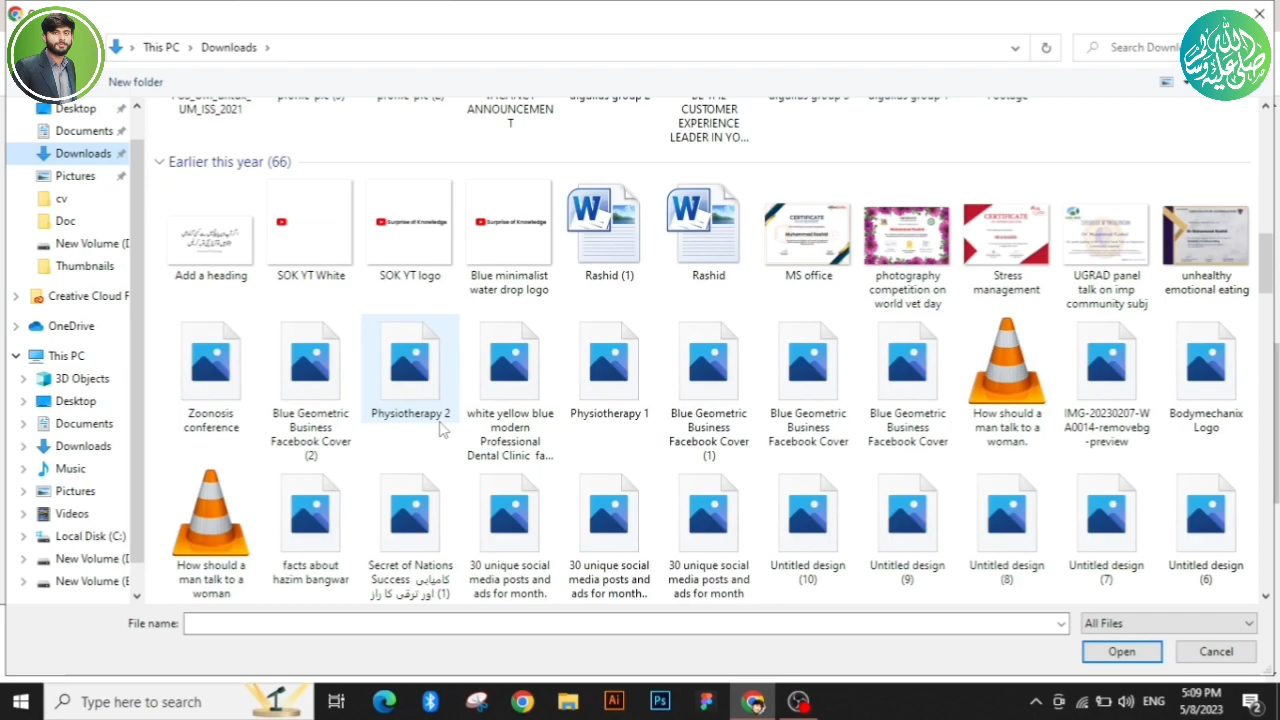 This PC > Downloads >
Search Downl
New folder
UM_ISS_2021
ANNOUNCEMEN
T
CUSTOMER
EXPERIENCE
LEADER IN YO...
Desktop
Documents
Downloads
Pictures
cv
Doc
New Volume (D
Thumbnails
Creative Cloud F
OneDrive
This PC
3D Objects
Desktop
Documents
Downloads
Music
Pictures
Videos
Local Disk (C:)
New Volume (D
New Volume (E
Earlier this year (66)
Add a heading
SOK YT White
Surprise of Knowledge
SOK YT logo
Surprise of Knowledge
Blue minimalist
water drop logo
Rashid (1)
Rashid
CERTIFICATE
MS office
photography
competition on
world vet day
CERTIFICATE
Stress
management
UGRAD panel
talk on imp
community subj
unhealthy
emotional eating
Zoonosis
conference
Blue Geometric
Business
Facebook Cover
(2)
Physiotherapy 2
white yellow blue
modern
Professional
Dental Clinic fa...
Physiotherapy 1
Blue Geometric
Business
Facebook Cover
(1)
Blue Geometric
Business
Facebook Cover
Blue Geometric
Business
Facebook Cover
How should a
man talk to a
woman.
IMG-20230207-W
A0014-removebg
-preview
Bodymechanix
Logo
How should a
man talk to a
woman
facts about
hazim bangwar
Secret of Nations
Success کامیابی
اور ترقی کا راز (1)
30 unique social
media posts and
ads for month.
30 unique social
media posts and
ads for month..
30 unique social
media posts and
ads for month
Untitled design
(10)
Untitled design
(9)
Untitled design
(8)
Untitled design
(7)
Untitled design
(6)
File name:
All Files
Open
Cancel
Type here to search
Ai
Ps
ENG
5:09 PM
5/8/2023
2